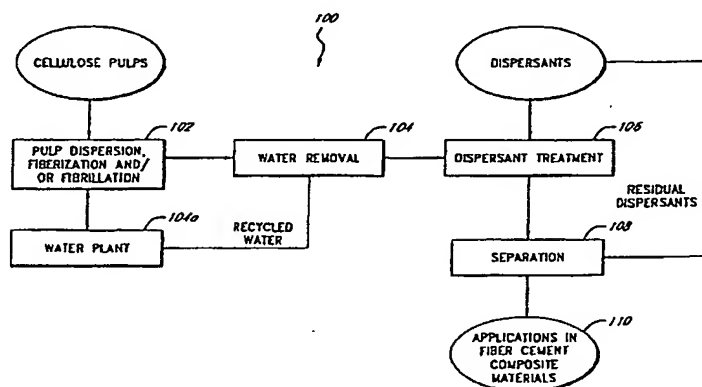 100
CELLULOSE PULPS
DISPERSANTS
102
PULP DISPERSION,
FIBERIZATION AND/
OR FIBRILLATION
104
WATER REMOVAL
106
DISPERSANT TREATMENT
104a
WATER PLANT
RECYCLED
WATER
RESIDUAL
DISPERSANTS
108
SEPARATION
110
APPLICATIONS IN
FIBER CEMENT
COMPOSITE
MATERIALS